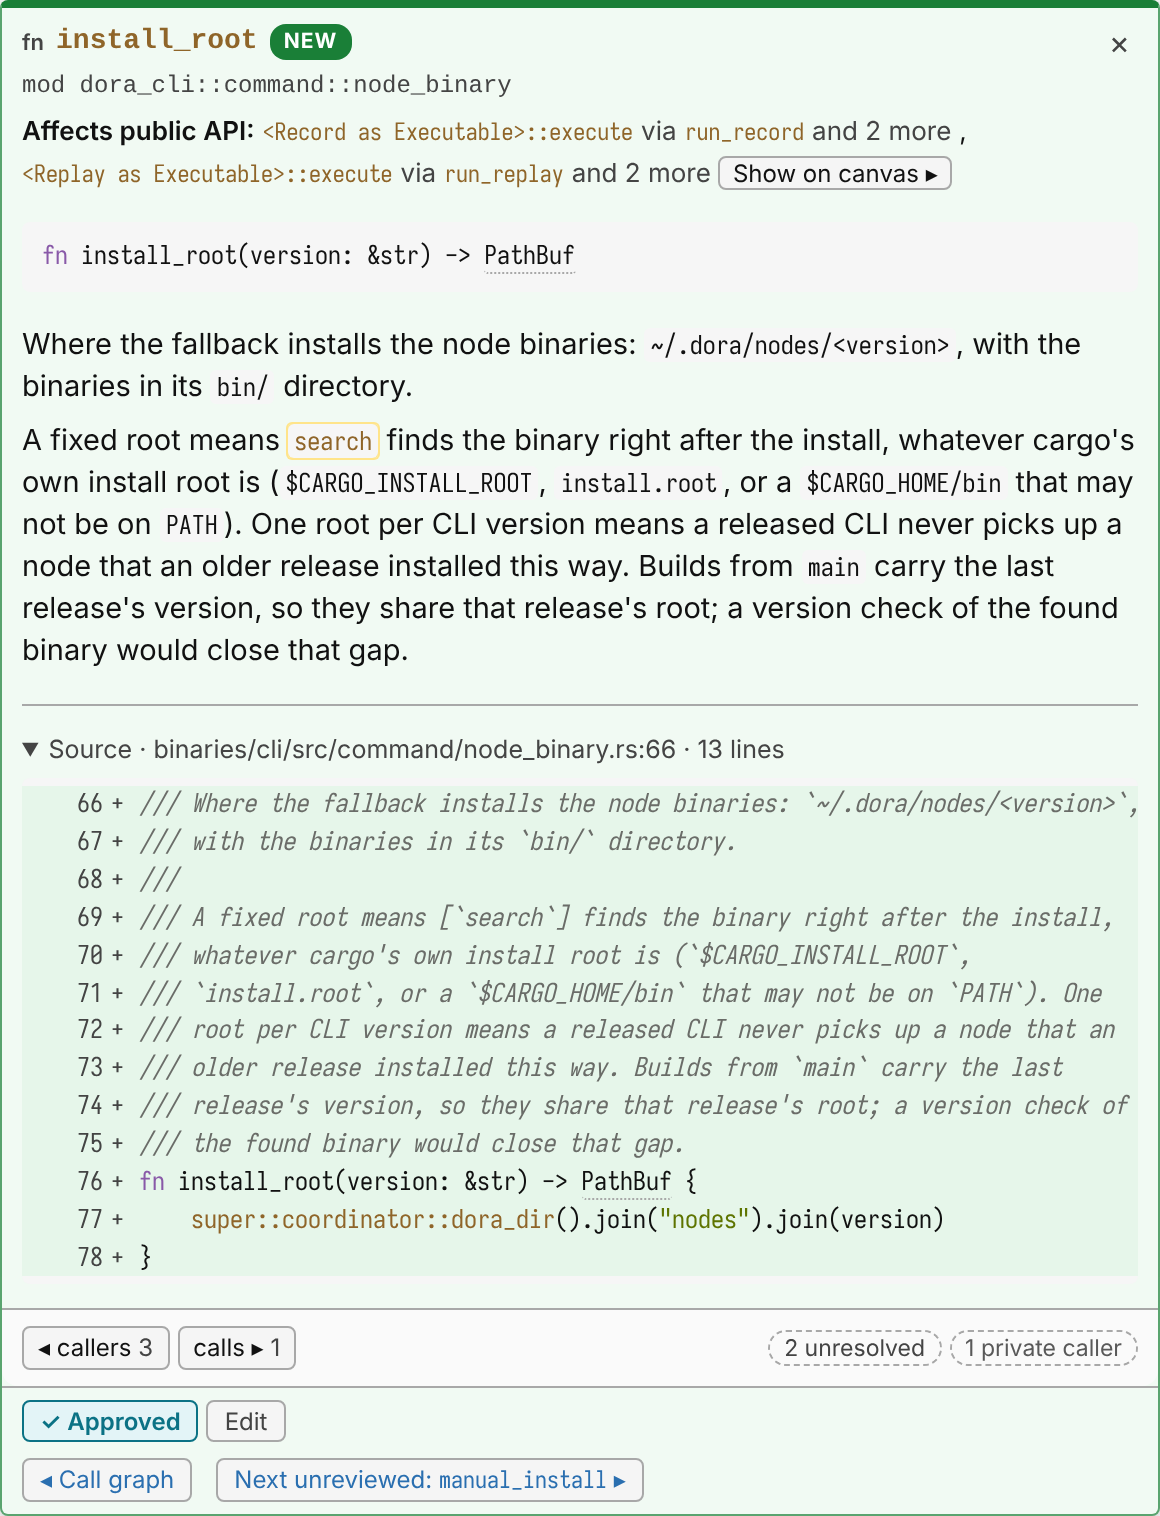 fn install_root NEW ×
mod dora_cli::command::node_binary
Affects public API: <Record as Executable>::execute via run_record and 2 more ,
<Replay as Executable>::execute via run_replay and 2 more Show on canvas ▸
fn install_root(version: &str) -> PathBuf
Where the fallback installs the node binaries: ~/.dora/nodes/<version>, with the
binaries in its bin/ directory.
A fixed root means search finds the binary right after the install, whatever cargo's
own install root is ($CARGO_INSTALL_ROOT, install.root, or a $CARGO_HOME/bin that may
not be on PATH). One root per CLI version means a released CLI never picks up a
node that an older release installed this way. Builds from main carry the last
release's version, so they share that release's root; a version check of the found
binary would close that gap.
▼ Source · binaries/cli/src/command/node_binary.rs:66 · 13 lines
66 + /// Where the fallback installs the node binaries: `~/.dora/nodes/<version>`,
67 + /// with the binaries in its `bin/` directory.
68 + ///
69 + /// A fixed root means [`search`] finds the binary right after the install,
70 + /// whatever cargo's own install root is (`$CARGO_INSTALL_ROOT`,
71 + /// `install.root`, or a `$CARGO_HOME/bin` that may not be on `PATH`). One
72 + /// root per CLI version means a released CLI never picks up a node that an
73 + /// older release installed this way. Builds from `main` carry the last
74 + /// release's version, so they share that release's root; a version check of
75 + /// the found binary would close that gap.
76 + fn install_root(version: &str) -> PathBuf {
77 +     super::coordinator::dora_dir().join("nodes").join(version)
78 + }
◂ callers 3 calls ▸ 1 2 unresolved 1 private caller
✓ Approved Edit
◂ Call graph Next unreviewed: manual_install ▸